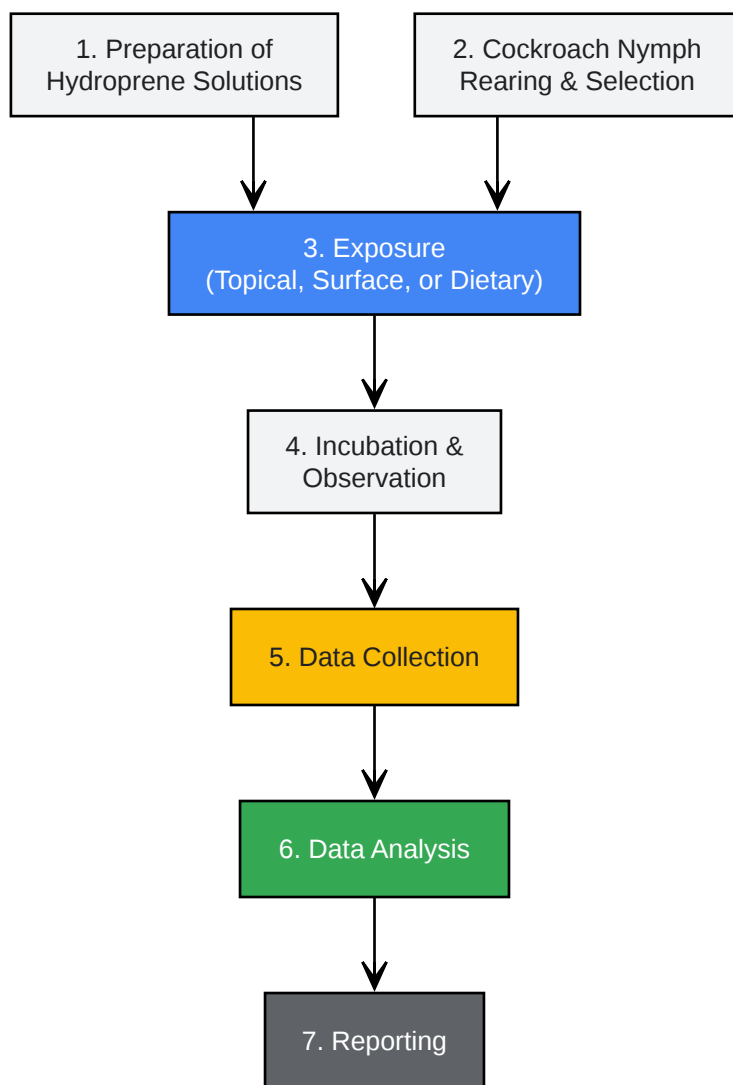 1. Preparation of
Hydroprene Solutions
2. Cockroach Nymph
Rearing & Selection
3. Exposure
(Topical, Surface, or Dietary)
4. Incubation &
Observation
5. Data Collection
6. Data Analysis
7. Reporting